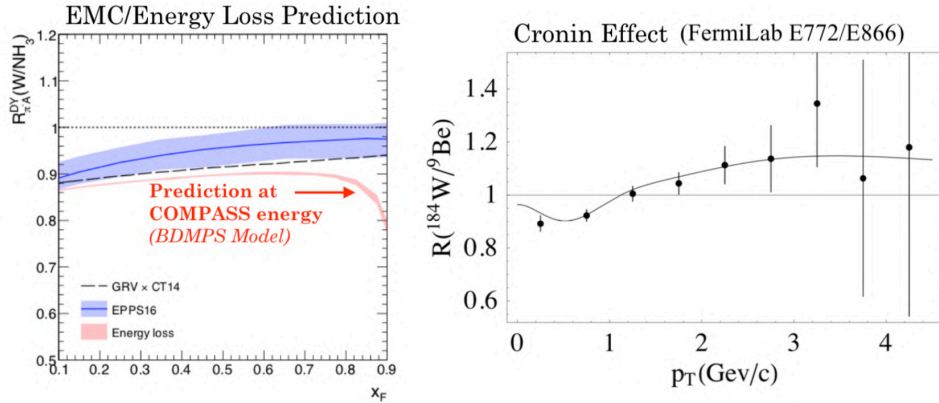 EMC/Energy Loss Prediction
R^DY_πA(W/NH₃)
1.2
1.1
1
0.9
0.8
0.7
0.6
0.5
Prediction at
COMPASS energy
(BDMPS Model)
GRV × CT14
EPPS16
Energy loss
0.1 0.2 0.3 0.4 0.5 0.6 0.7 0.8 0.9
x_F
Cronin Effect (FermiLab E772/E866)
R(¹⁸⁴W/⁹Be)
1.4
1.2
1
0.8
0.6
0 1 2 3 4
p_T(Gev/c)